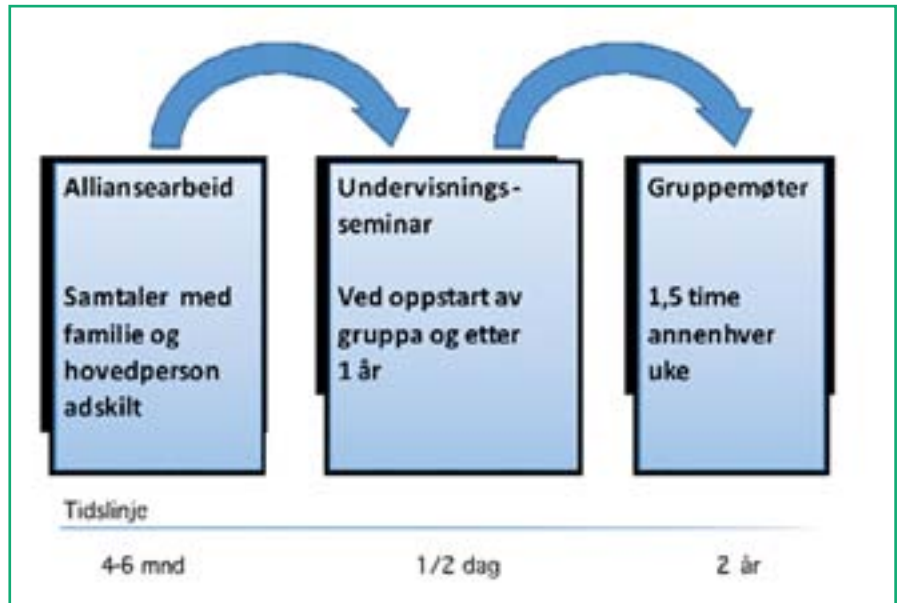 Alliansearbeid
Samtaler med
familie og
hovedperson
adskilt
Undervisnings-
seminar
Ved oppstart av
gruppa og etter
1 år
Gruppemøter
1,5 time
annenhver
uke
Tidslinje
4-6 mnd
1/2 dag
2 år